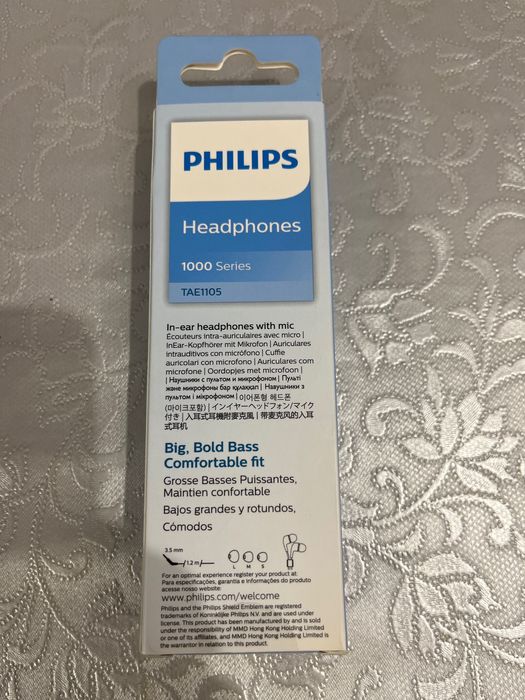 PHILIPS
Headphones
1000 Series
TAE1105
In-ear headphones with mic
Écouteurs intra-auriculaires avec micro |
InEar-Kopfhörer mit Mikrofon | Auriculares
intrauditivos con micrófono | Cuffie
auricolari con microfono | Auriculares com
microfone | Oordopjes met microfoon |
| Наушники с пультом и микрофоном | Пульті
және микрофоны бар құлаққап | Навушники з
пультом і мікрофоном | 이어폰형 헤드폰
(마이크포함) | インイヤーヘッドフォン/マイク
付き | 入耳式耳機附麥克風 | 带麦克风的入耳
式耳机
Big, Bold Bass
Comfortable fit
Grosse Basses Puissantes,
Maintien confortable
Bajos grandes y rotundos,
Cómodos
3.5 mm
1.2 m
L M S
For an optimal experience register your product at:
Para especificações, garantia e informações do produto
acesse nosso website:
www.philips.com/welcome
Philips and the Philips Shield Emblem are registered
trademarks of Koninklijke Philips N.V. and are used under
license. This product has been manufactured by and is sold
under the responsibility of MMD Hong Kong Holding Limited
or one of its affiliates, and MMD Hong Kong Holding Limited is
the warrantor in relation to this product.